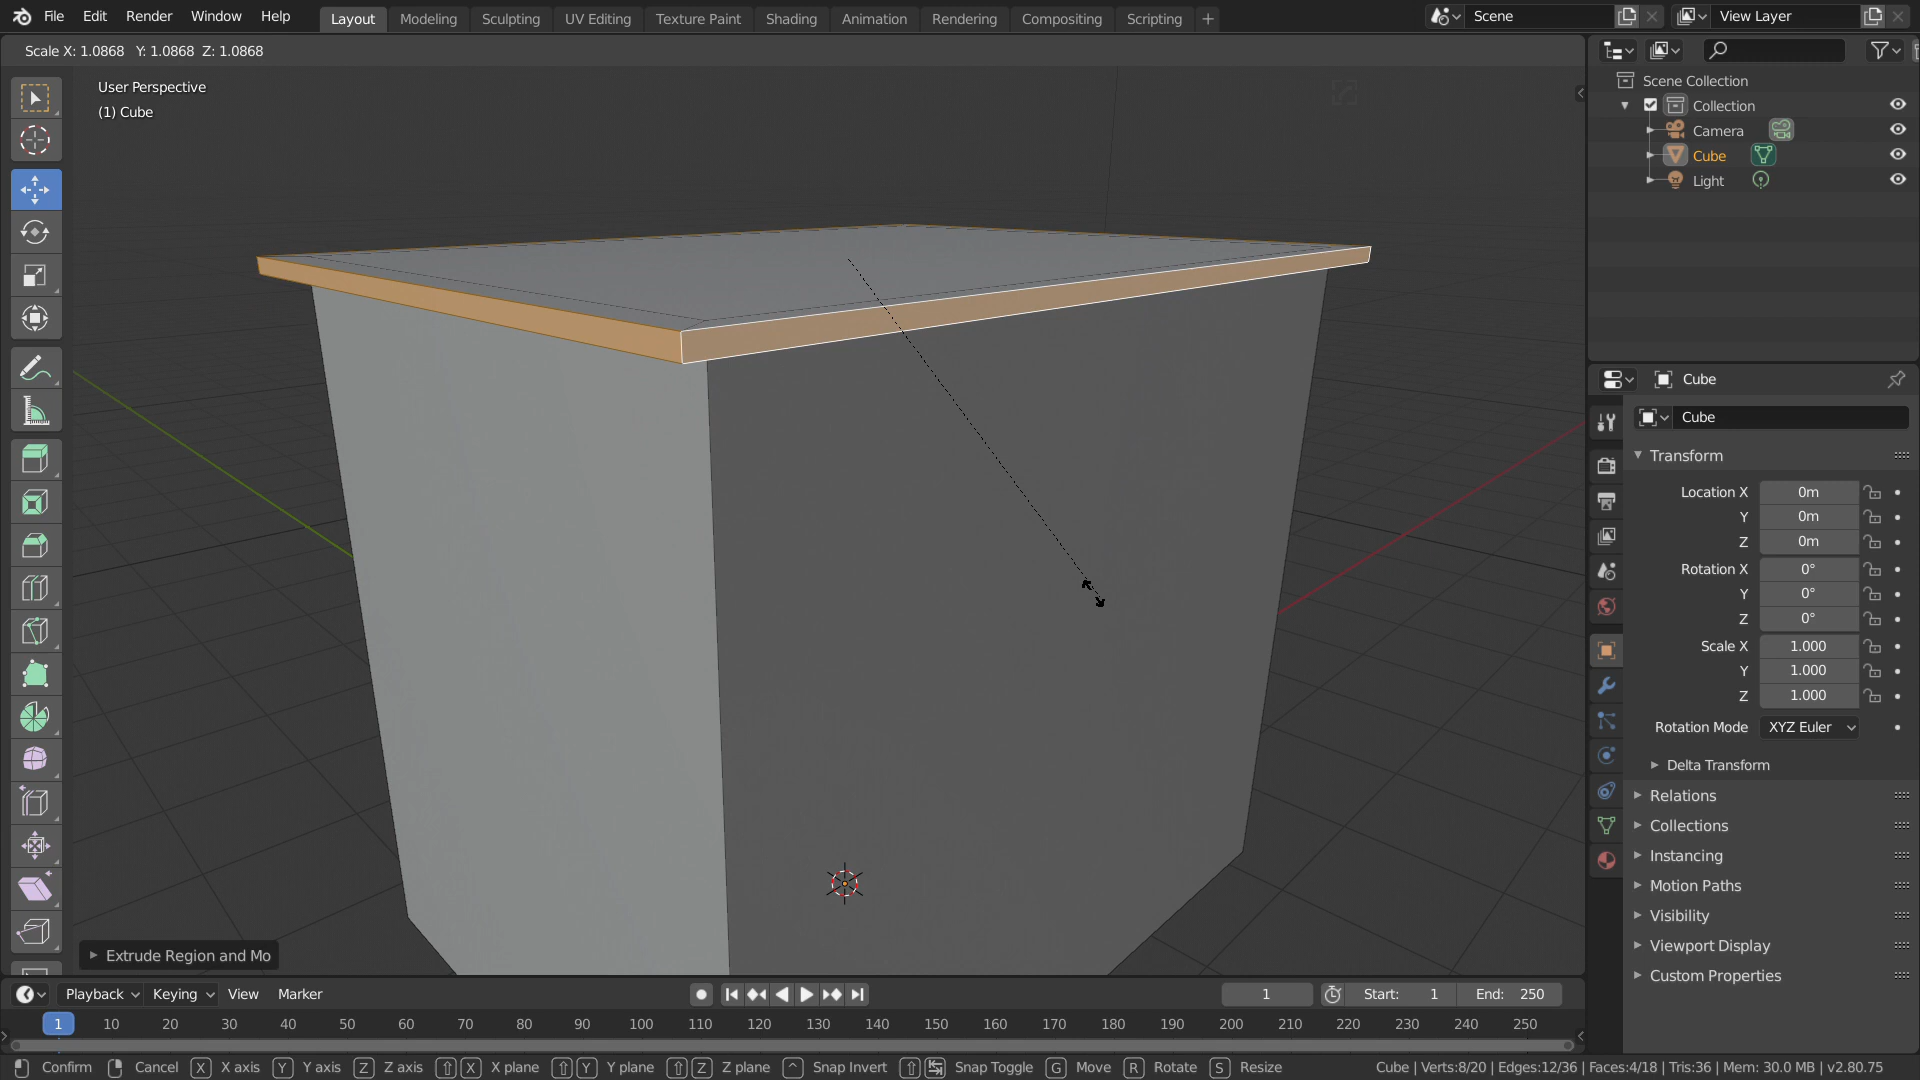 File Edit Render Window Help Layout Modeling Sculpting UV Editing Texture Paint Shading Animation Rendering Compositing Scripting + Scene View Layer
Scale X: 1.0868 Y: 1.0868 Z: 1.0868
User Perspective
(1) Cube
Scene Collection
Collection
Camera
Cube
Light
Cube
Cube
Transform
Location X 0m
Y 0m
Z 0m
Rotation X 0°
Y 0°
Z 0°
Scale X 1.000
Y 1.000
Z 1.000
Rotation Mode XYZ Euler
Delta Transform
Relations
Collections
Instancing
Motion Paths
Visibility
Viewport Display
Custom Properties
Extrude Region and Mo
Playback Keying View Marker 1 Start: 1 End: 250
1 10 20 30 40 50 60 70 80 90 100 110 120 130 140 150 160 170 180 190 200 210 220 230 240 250
Confirm Cancel X X axis Y Y axis Z Z axis X X plane Y Y plane Z Z plane ^ Snap Invert Snap Toggle G Move R Rotate S Resize Cube | Verts:8/20 | Edges:12/36 | Faces:4/18 | Tris:36 | Mem: 30.0 MB | v2.80.75